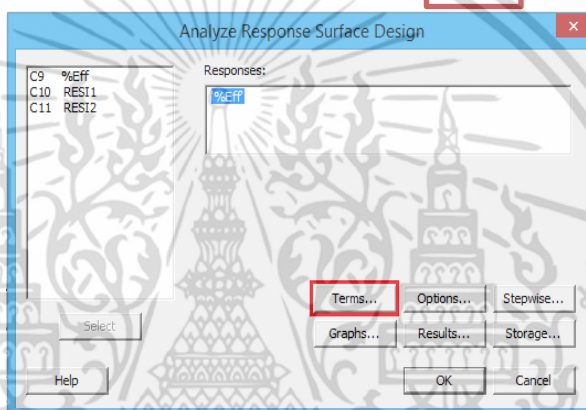 Analyze Response Surface Design
x
C9 %Eff
C10 RESI1
C11 RESI2
Responses:
%Eff
Terms... Options... Stepwise...
Select
Graphs... Results... Storage...
Help OK Cancel